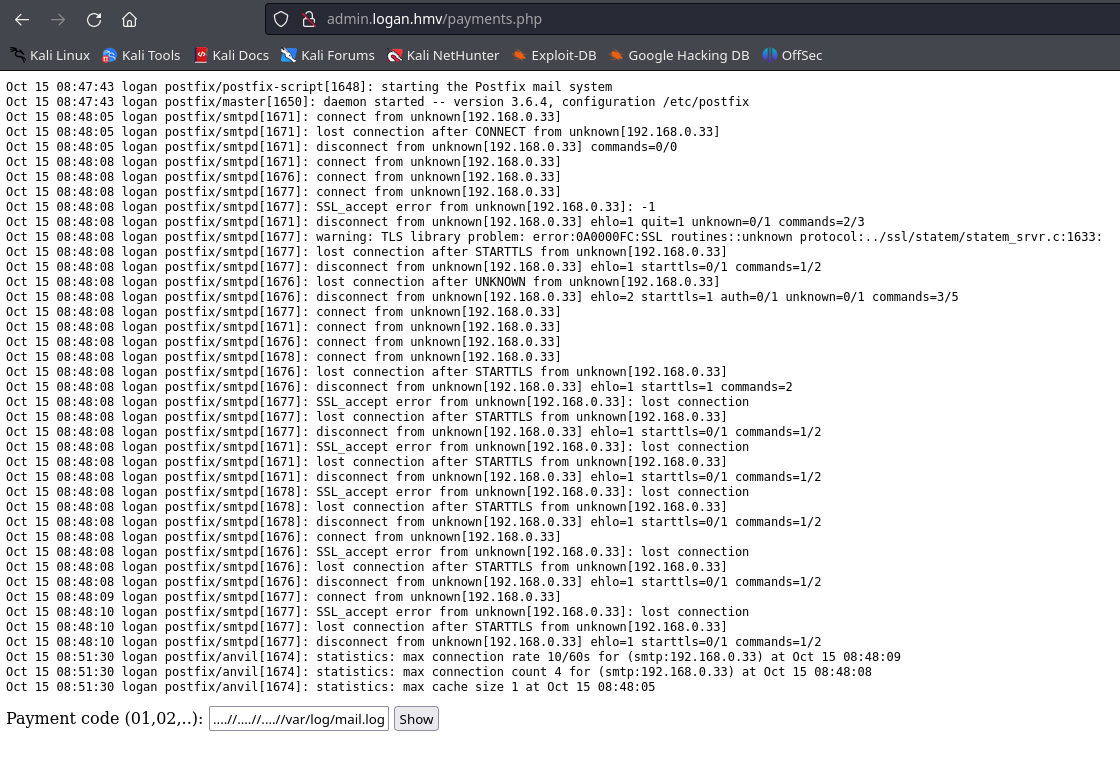 admin.logan.hmv/payments.php
Kali Linux Kali Tools Kali Docs Kali Forums Kali NetHunter Exploit-DB Google Hacking DB OffSec
Oct 15 08:47:43 logan postfix/postfix-script[1648]: starting the Postfix mail system
Oct 15 08:47:43 logan postfix/master[1650]: daemon started -- version 3.6.4, configuration /etc/postfix
Oct 15 08:48:05 logan postfix/smtpd[1671]: connect from unknown[192.168.0.33]
Oct 15 08:48:05 logan postfix/smtpd[1671]: lost connection after CONNECT from unknown[192.168.0.33]
Oct 15 08:48:05 logan postfix/smtpd[1671]: disconnect from unknown[192.168.0.33] commands=0/0
Oct 15 08:48:08 logan postfix/smtpd[1671]: connect from unknown[192.168.0.33]
Oct 15 08:48:08 logan postfix/smtpd[1676]: connect from unknown[192.168.0.33]
Oct 15 08:48:08 logan postfix/smtpd[1677]: connect from unknown[192.168.0.33]
Oct 15 08:48:08 logan postfix/smtpd[1677]: SSL_accept error from unknown[192.168.0.33]: -1
Oct 15 08:48:08 logan postfix/smtpd[1671]: disconnect from unknown[192.168.0.33] ehlo=1 quit=1 unknown=0/1 commands=2/3
Oct 15 08:48:08 logan postfix/smtpd[1677]: warning: TLS library problem: error:0A0000FC:SSL routines::unknown protocol:../ssl/statem/statem_srvr.c:1633:
Oct 15 08:48:08 logan postfix/smtpd[1677]: lost connection after STARTTLS from unknown[192.168.0.33]
Oct 15 08:48:08 logan postfix/smtpd[1677]: disconnect from unknown[192.168.0.33] ehlo=1 starttls=0/1 commands=1/2
Oct 15 08:48:08 logan postfix/smtpd[1676]: lost connection after UNKNOWN from unknown[192.168.0.33]
Oct 15 08:48:08 logan postfix/smtpd[1676]: disconnect from unknown[192.168.0.33] ehlo=2 starttls=1 auth=0/1 unknown=0/1 commands=3/5
Oct 15 08:48:08 logan postfix/smtpd[1677]: connect from unknown[192.168.0.33]
Oct 15 08:48:08 logan postfix/smtpd[1671]: connect from unknown[192.168.0.33]
Oct 15 08:48:08 logan postfix/smtpd[1676]: connect from unknown[192.168.0.33]
Oct 15 08:48:08 logan postfix/smtpd[1678]: connect from unknown[192.168.0.33]
Oct 15 08:48:08 logan postfix/smtpd[1676]: lost connection after STARTTLS from unknown[192.168.0.33]
Oct 15 08:48:08 logan postfix/smtpd[1676]: disconnect from unknown[192.168.0.33] ehlo=1 starttls=1 commands=2
Oct 15 08:48:08 logan postfix/smtpd[1677]: SSL_accept error from unknown[192.168.0.33]: lost connection
Oct 15 08:48:08 logan postfix/smtpd[1677]: lost connection after STARTTLS from unknown[192.168.0.33]
Oct 15 08:48:08 logan postfix/smtpd[1677]: disconnect from unknown[192.168.0.33] ehlo=1 starttls=0/1 commands=1/2
Oct 15 08:48:08 logan postfix/smtpd[1671]: SSL_accept error from unknown[192.168.0.33]: lost connection
Oct 15 08:48:08 logan postfix/smtpd[1671]: lost connection after STARTTLS from unknown[192.168.0.33]
Oct 15 08:48:08 logan postfix/smtpd[1671]: disconnect from unknown[192.168.0.33] ehlo=1 starttls=0/1 commands=1/2
Oct 15 08:48:08 logan postfix/smtpd[1678]: SSL_accept error from unknown[192.168.0.33]: lost connection
Oct 15 08:48:08 logan postfix/smtpd[1678]: lost connection after STARTTLS from unknown[192.168.0.33]
Oct 15 08:48:08 logan postfix/smtpd[1678]: disconnect from unknown[192.168.0.33] ehlo=1 starttls=0/1 commands=1/2
Oct 15 08:48:08 logan postfix/smtpd[1676]: connect from unknown[192.168.0.33]
Oct 15 08:48:08 logan postfix/smtpd[1676]: SSL_accept error from unknown[192.168.0.33]: lost connection
Oct 15 08:48:08 logan postfix/smtpd[1676]: lost connection after STARTTLS from unknown[192.168.0.33]
Oct 15 08:48:08 logan postfix/smtpd[1676]: disconnect from unknown[192.168.0.33] ehlo=1 starttls=0/1 commands=1/2
Oct 15 08:48:09 logan postfix/smtpd[1677]: connect from unknown[192.168.0.33]
Oct 15 08:48:10 logan postfix/smtpd[1677]: SSL_accept error from unknown[192.168.0.33]: lost connection
Oct 15 08:48:10 logan postfix/smtpd[1677]: lost connection after STARTTLS from unknown[192.168.0.33]
Oct 15 08:48:10 logan postfix/smtpd[1677]: disconnect from unknown[192.168.0.33] ehlo=1 starttls=0/1 commands=1/2
Oct 15 08:51:30 logan postfix/anvil[1674]: statistics: max connection rate 10/60s for (smtp:192.168.0.33) at Oct 15 08:48:09
Oct 15 08:51:30 logan postfix/anvil[1674]: statistics: max connection count 4 for (smtp:192.168.0.33) at Oct 15 08:48:08
Oct 15 08:51:30 logan postfix/anvil[1674]: statistics: max cache size 1 at Oct 15 08:48:05
Payment code (01,02,..): ....//....//....//var/log/mail.log Show